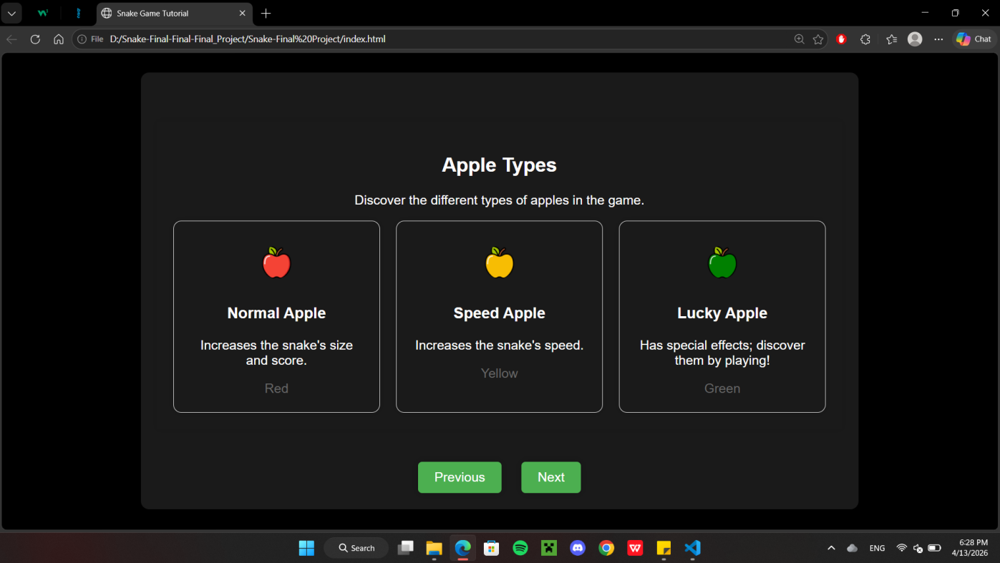 Snake Game Tutorial
File D:/Snake-Final-Final-Final_Project/Snake-Final%20Project/index.html
Chat
Apple Types
Discover the different types of apples in the game.
Normal Apple
Increases the snake's size
and score.
Red
Speed Apple
Increases the snake's speed.
Yellow
Lucky Apple
Has special effects; discover
them by playing!
Green
Previous
Next
Search
ENG
6:28 PM
4/13/2026